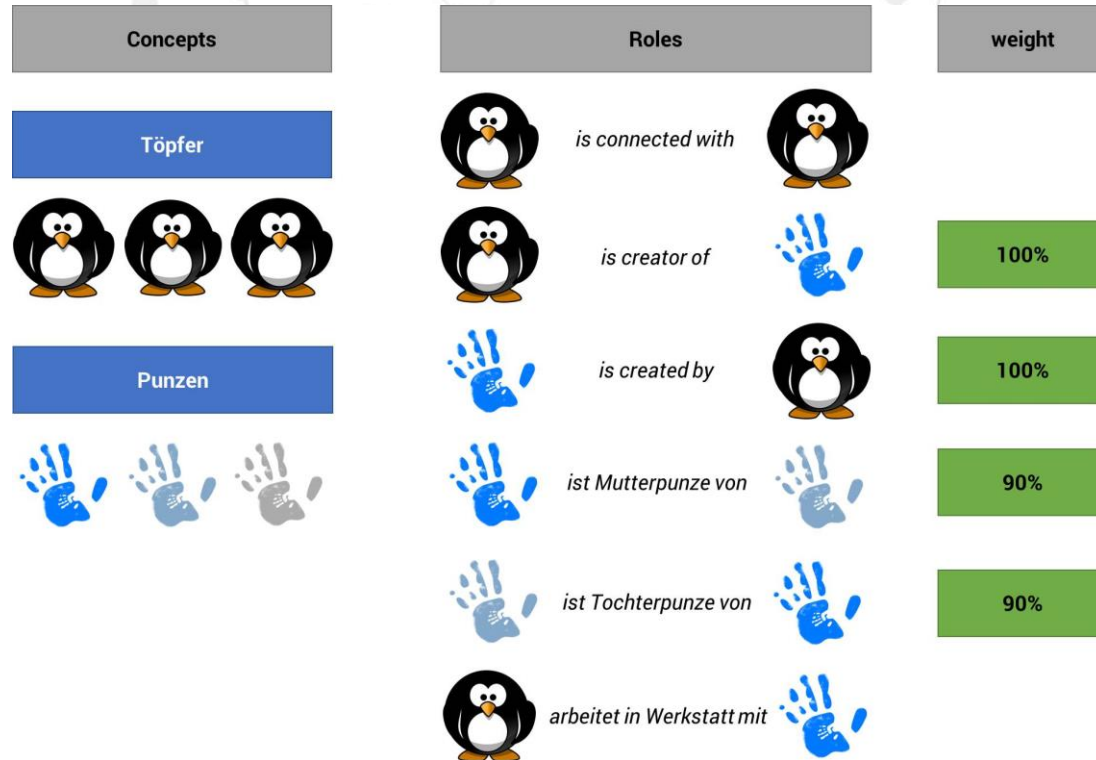 Concepts
Roles
weight
Töpfer
is connected with
is creator of
100%
is created by
100%
Punzen
ist Mutterpunze von
90%
ist Tochterpunze von
90%
arbeitet in Werkstatt mit